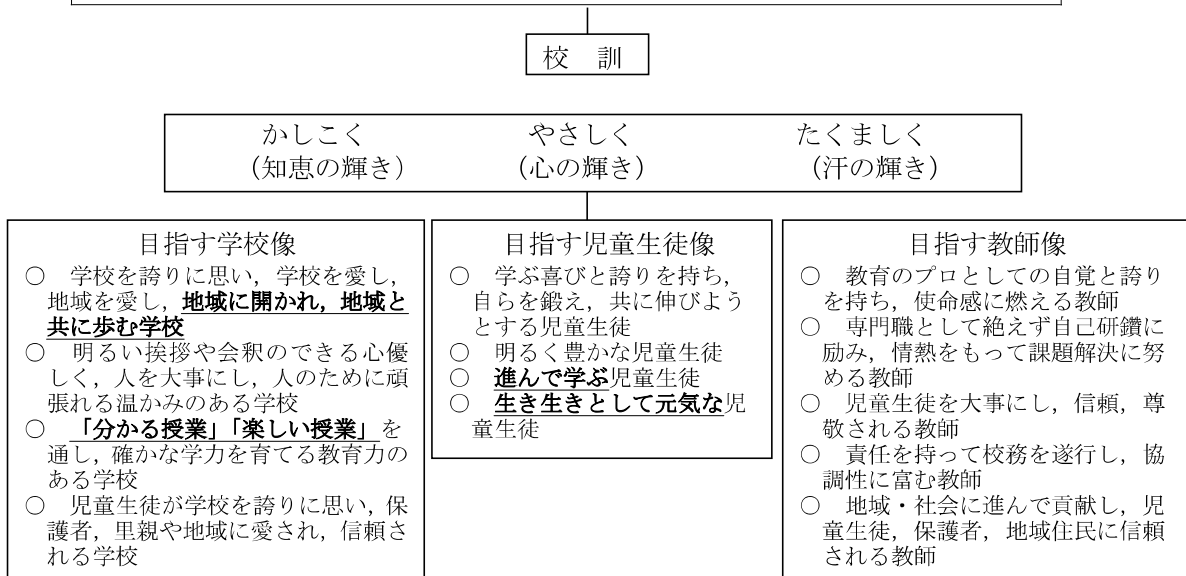 校　訓
かしこく　やさしく　たくましく
（知恵の輝き）　（心の輝き）　（汗の輝き）
目指す学校像
○　学校を誇りに思い，学校を愛し，
地域を愛し，地域に開かれ，地域と
共に歩む学校
○　明るい挨拶や会釈のできる心優
しく，人を大事にし，人のために頑
張れる温かみのある学校
○　「分かる授業」「楽しい授業」を
通し，確かな学力を育てる教育力の
ある学校
○　児童生徒が学校を誇りに思い，保
護者，里親や地域に愛され，信頼さ
れる学校
目指す児童生徒像
○　学ぶ喜びと誇りを持ち，
自らを鍛え，共に伸びよう
とする児童生徒
○　明るく豊かな児童生徒
○　進んで学ぶ児童生徒
○　生き生きとして元気な児
童生徒
目指す教師像
○　教育のプロとしての自覚と誇り
を持ち，使命感に燃える教師
○　専門職として絶えず自己研鑽に
励み，情熱をもって課題解決に努
める教師
○　児童生徒を大事にし，信頼，尊
敬される教師
○　責任を持って校務を遂行し，協
調性に富む教師
○　地域・社会に進んで貢献し，児
童生徒，保護者，地域住民に信頼
される教師